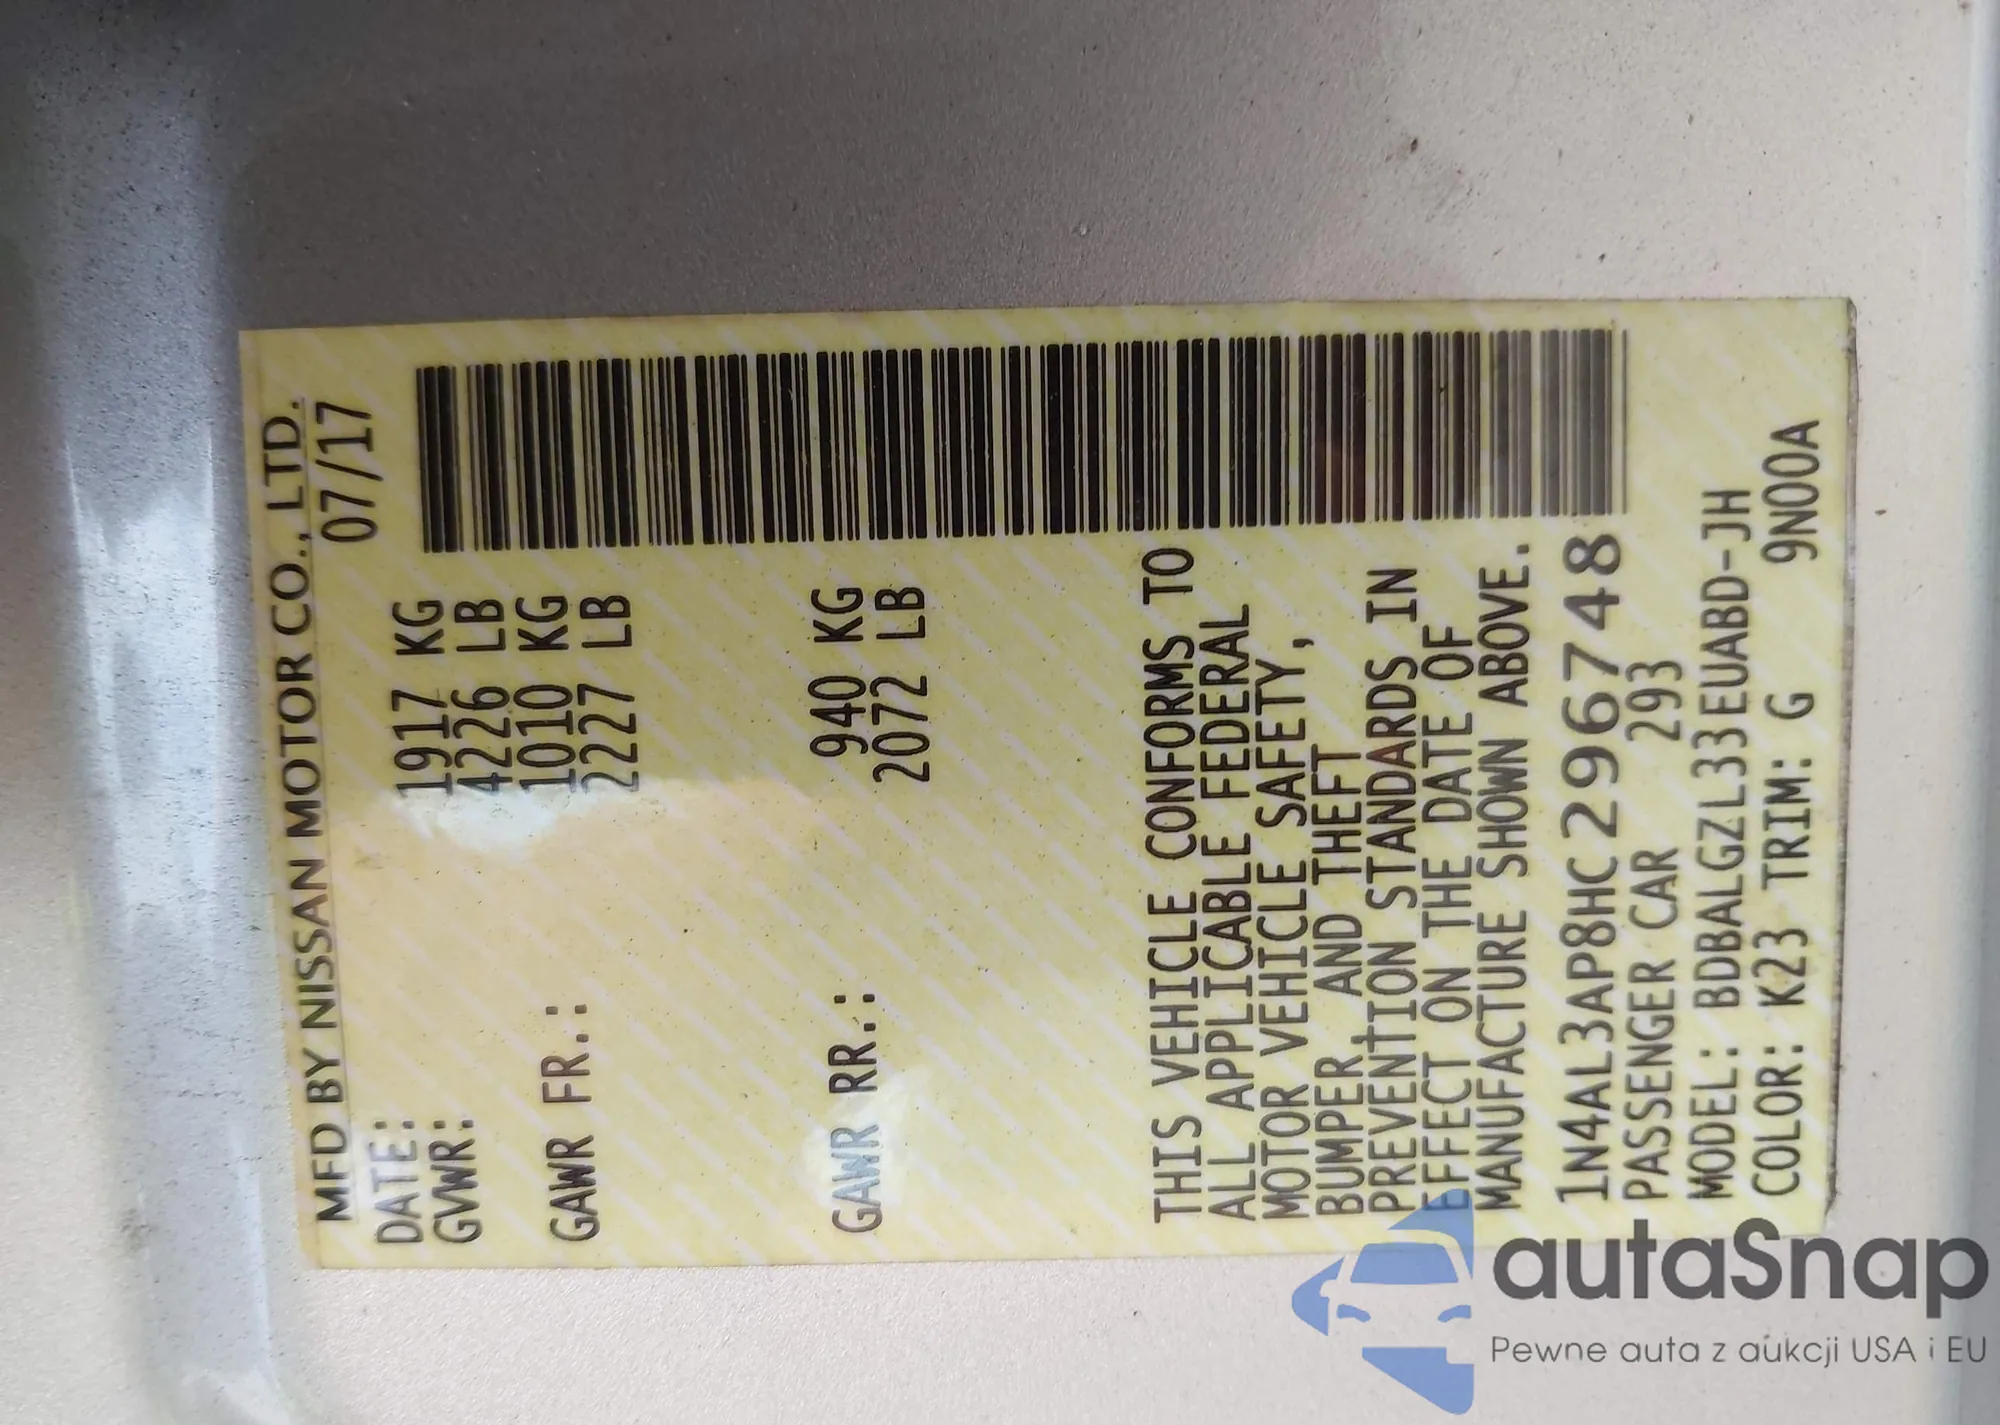 MFD BY NISSAN MOTOR CO., LTD.
DATE: 07/17
GVWR: 1917 KG
4226 LB
GAWR FR.: 1010 KG
2227 LB
GAWR RR.: 940 KG
2072 LB
THIS VEHICLE CONFORMS TO
ALL APPLICABLE FEDERAL
MOTOR VEHICLE SAFETY,
BUMPER, AND THEFT
PREVENTION STANDARDS IN
EFFECT ON THE DATE OF
MANUFACTURE SHOWN ABOVE.
1N4AL3AP8HC296748
PASSENGER CAR 293
MODEL: BDBALGZL33EUABD-JH
COLOR: K23 TRIM: G 9N00A
autaSnap
Pewne auta z aukcji USA i EU